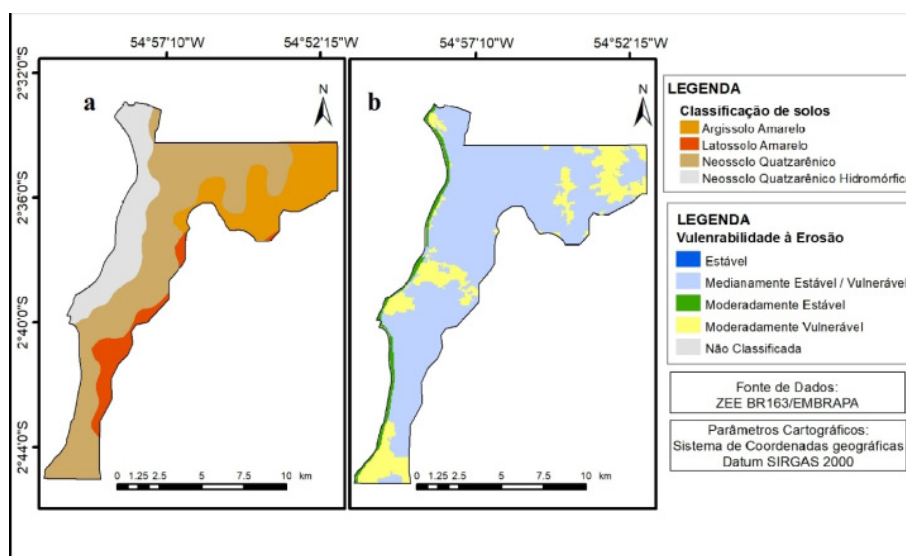 54°57'10"W 54°52'15"W
54°57'10"W 54°52'15"W
2°32'0"S
2°36'0"S
2°40'0"S
2°44'0"S
a
N
0 1.25 2.5 5 7.5 10
km
b
N
0 1.25 2.5 5 7.5 10
km
LEGENDA
Classificação de solos
Argissolo Amarelo
Latossolo Amarelo
Neossolo Quatzarênico
Neossolo Quatzarênico Hidromórfico
LEGENDA
Vulenrabilidade à Erosão
Estável
Medianamente Estável / Vulnerável
Moderadamente Estável
Moderadamente Vulnerável
Não Classificada
Fonte de Dados:
ZEE BR163/EMBRAPA
Parâmetros Cartográficos:
Sistema de Coordenadas geográficas
Datum SIRGAS 2000